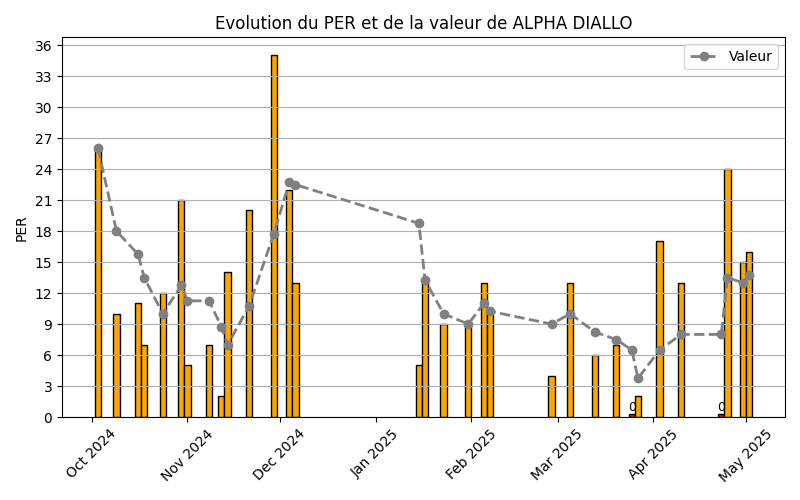 Evolution du PER et de la valeur de ALPHA DIALLO
Valeur
PER
36
33
30
27
24
21
18
15
12
9
6
3
0
0
0
Oct 2024
Nov 2024
Dec 2024
Jan 2025
Feb 2025
Mar 2025
Apr 2025
May 2025